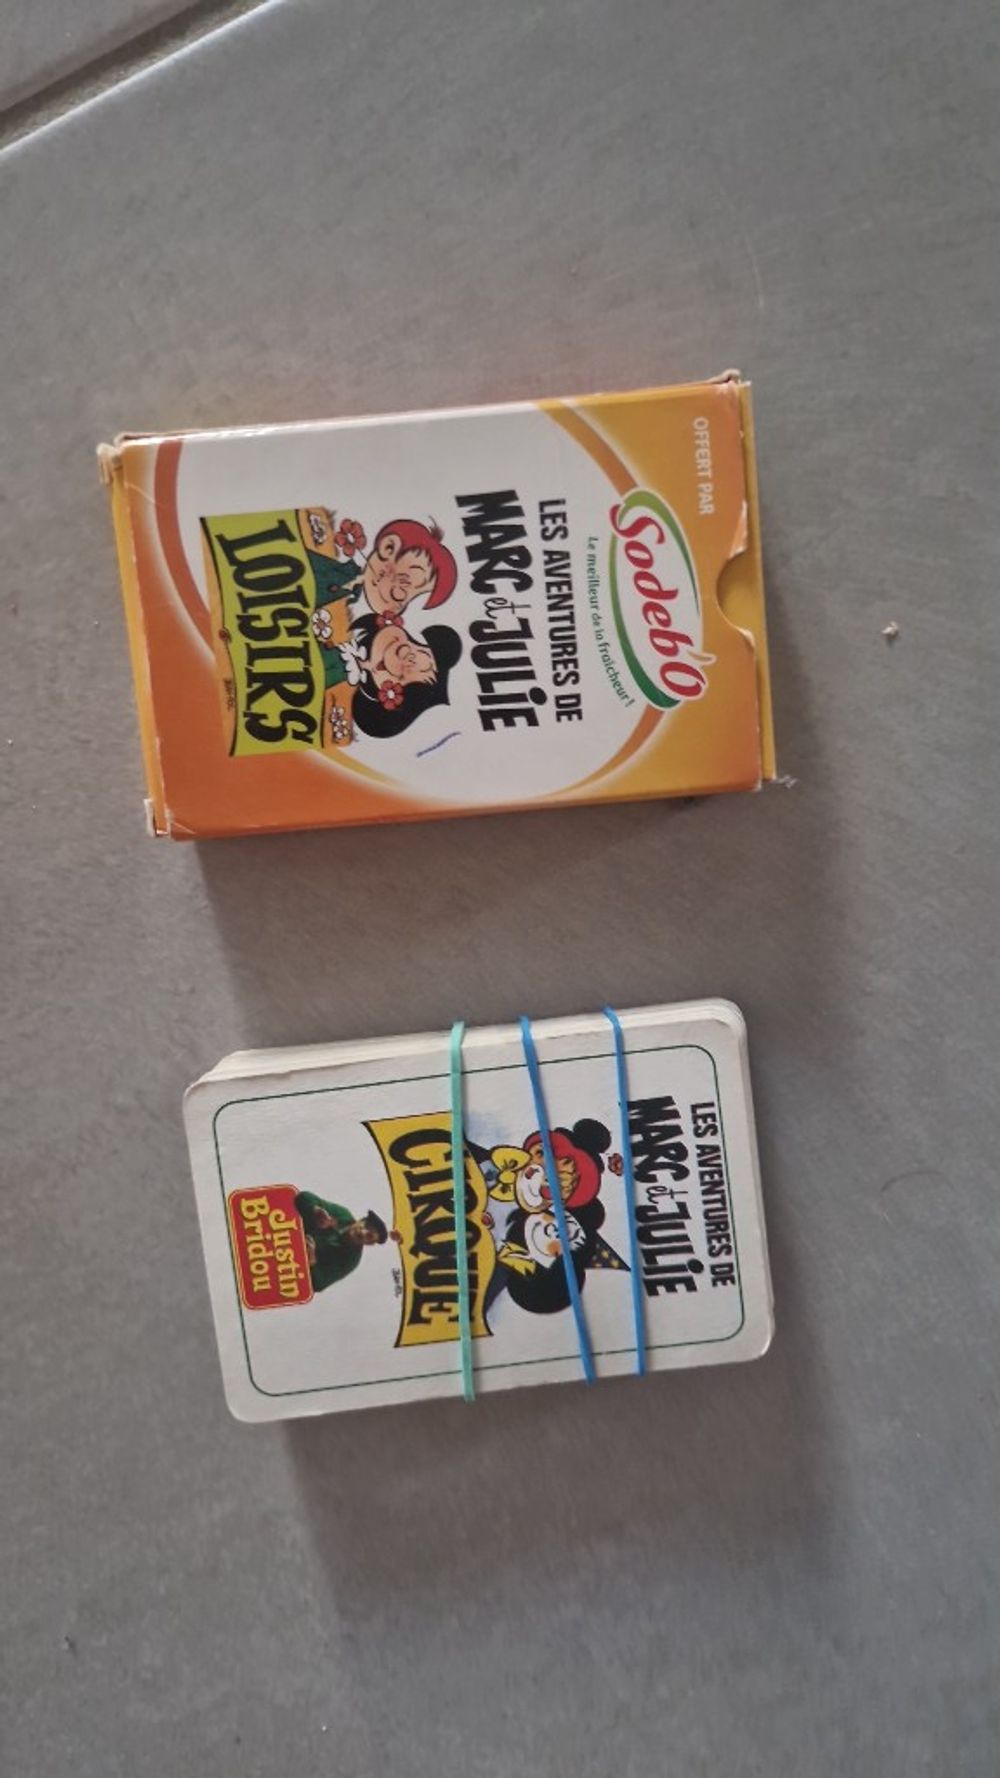 OFFERT PAR
Sodeb'O
Le meilleur de la fraîcheur!
LES AVENTURES DE
MARC et JULIE
LOISIRS
LES AVENTURES DE
MARC et JULIE
CIRQUE
Justin
Bridou